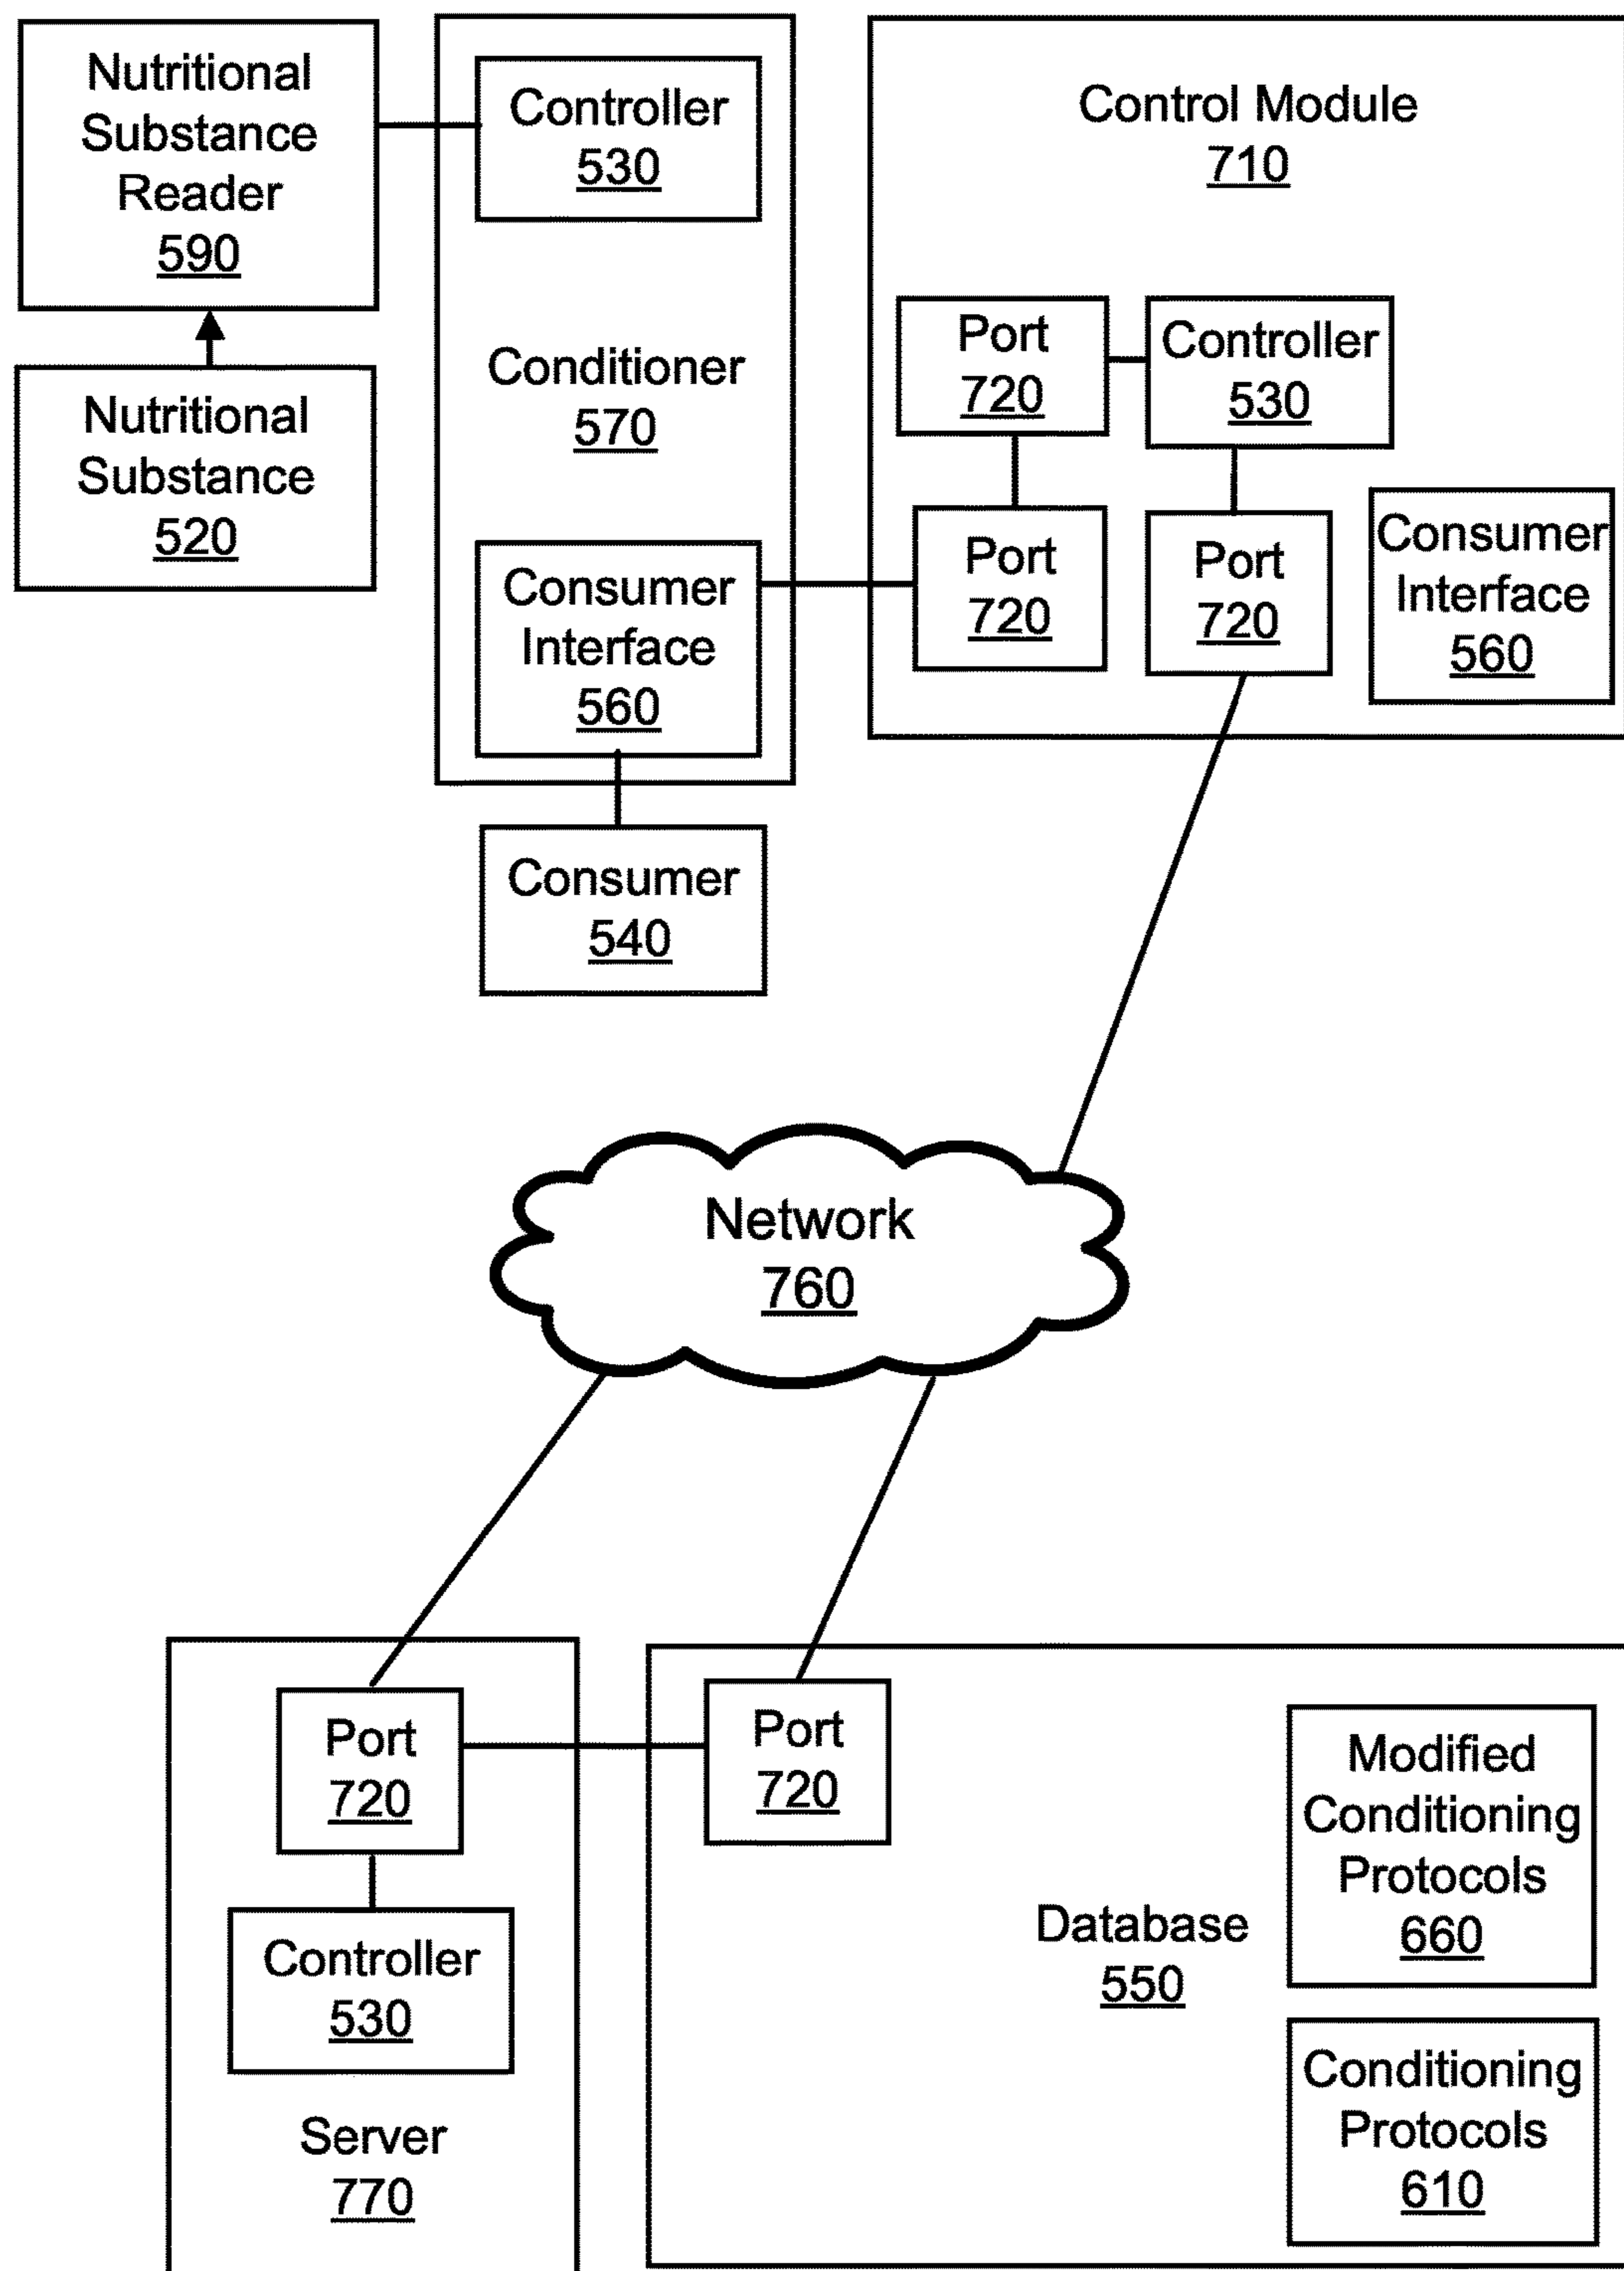 Nutritional
Substance
Reader
590
Nutritional
Substance
520
Controller
530
Conditioner
570
Consumer
Interface
560
Consumer
540
Control Module
710
Port
720
Controller
530
Port
720
Port
720
Consumer
Interface
560
Network
760
Port
720
Controller
530
Server
770
Port
720
Database
550
Modified
Conditioning
Protocols
660
Conditioning
Protocols
610